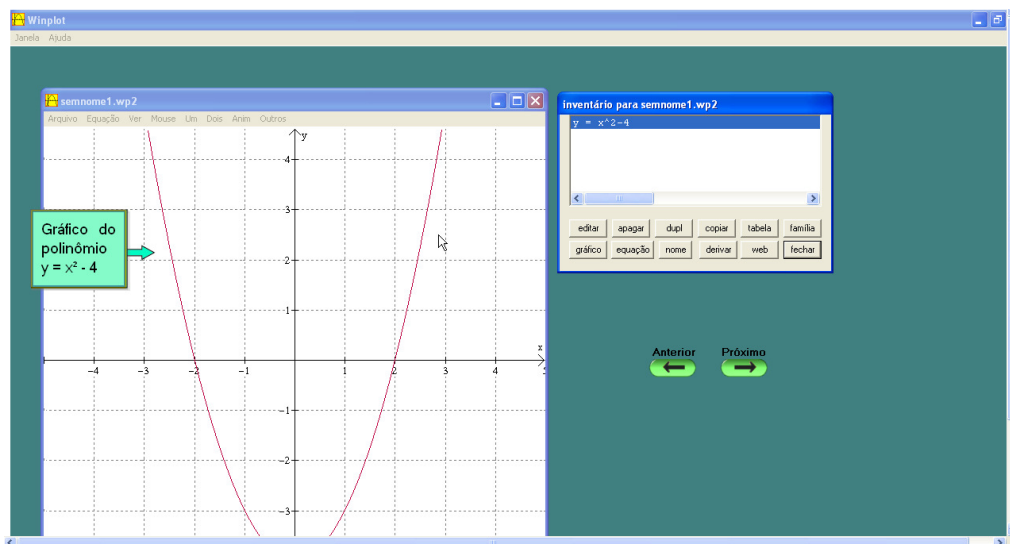 Winplot
Janela Ajuda
semnome1.wp2
Arquivo Equação Ver Mouse Um Dois Anim Outros
y
4
3
2
1
x
-4 -3 -2 1 2 3 4
-1
-2
-3
Gráfico do
polinômio
y = x² - 4
inventário para semnome1.wp2
y = x^2-4
editar apagar dupl copiar tabela família
gráfico equação nome derivar web fechar
Anterior Próximo